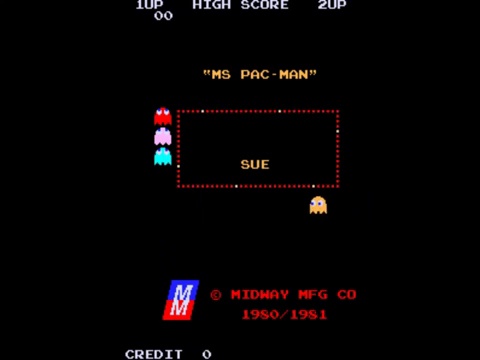 1UP HIGH SCORE 2UP
00
"MS PAC-MAN"
SUE
MM
© MIDWAY MFG CO
1980/1981
CREDIT 0